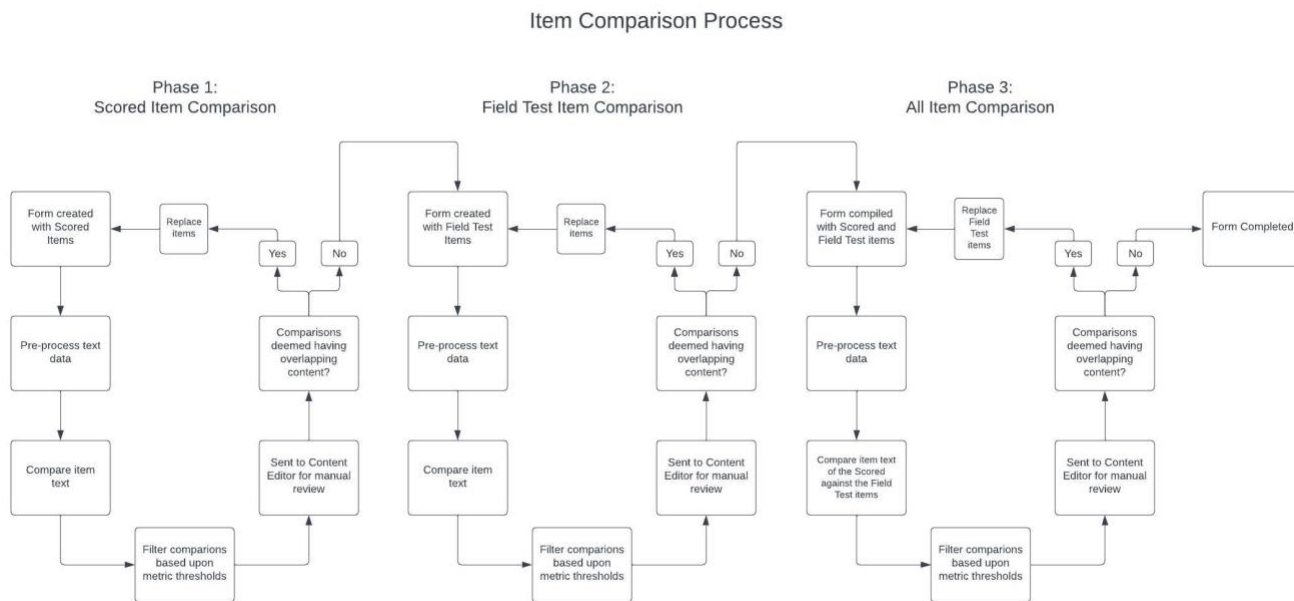 Item Comparison Process
Phase 1:
Scored Item Comparison
Form created
with Scored
Items
Replace
items
Yes
No
Pre-process text
data
Comparisons
deemed having
overlapping
content?
Compare item
text
Sent to Content
Editor for manual
review
Filter comparions
based upon
metric thresholds
Phase 2:
Field Test Item Comparison
Form created
with Field Test
Items
Replace
items
Yes
No
Pre-process text
data
Comparisons
deemed having
overlapping
content?
Compare item
text
Sent to Content
Editor for manual
review
Filter comparions
based upon
metric thresholds
Phase 3:
All Item Comparison
Form compiled
with Scored and
Field Test items
Replace
Field
Test
items
Yes
No
Form Completed
Pre-process text
data
Comparisons
deemed having
overlapping
content?
Compare item text
of the Scored
against the Field
Test items
Sent to Content
Editor for manual
review
Filter comparions
based upon
metric thresholds